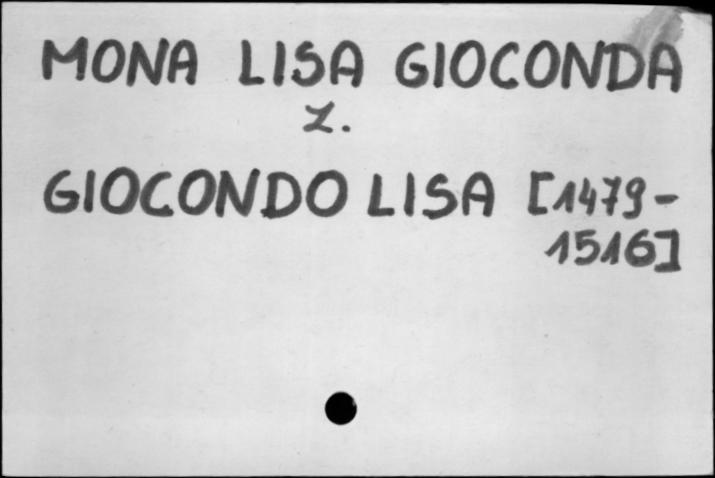 MONA LISA GIOCONDA
z.
GIOCONDO LISA [1479-
1516]